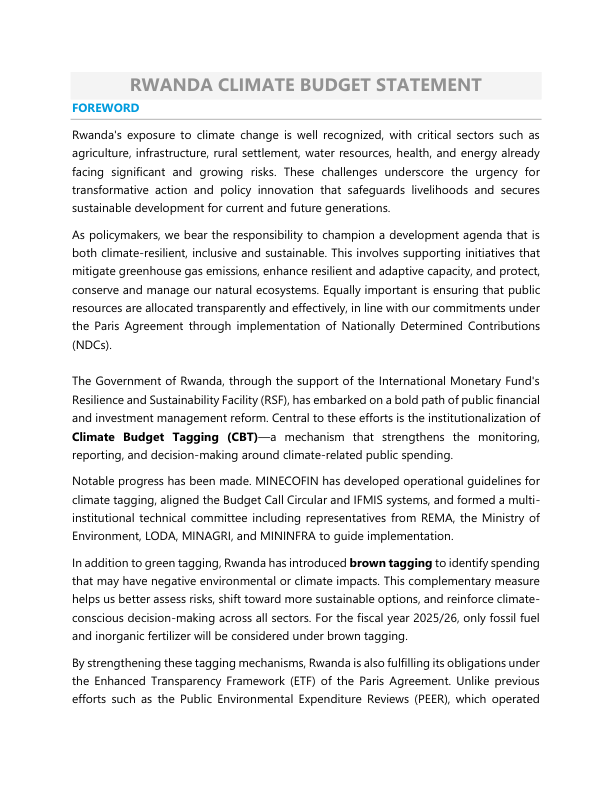 RWANDA CLIMATE BUDGET STATEMENT
FOREWORD
Rwanda's exposure to climate change is well recognized, with critical sectors such as
agriculture, infrastructure, rural settlement, water resources, health, and energy already
facing significant and growing risks. These challenges underscore the urgency for
transformative action and policy innovation that safeguards livelihoods and secures
sustainable development for current and future generations.
As policymakers, we bear the responsibility to champion a development agenda that is
both climate-resilient, inclusive and sustainable. This involves supporting initiatives that
mitigate greenhouse gas emissions, enhance resilient and adaptive capacity, and protect,
conserve and manage our natural ecosystems. Equally important is ensuring that public
resources are allocated transparently and effectively, in line with our commitments under
the Paris Agreement through implementation of Nationally Determined Contributions
(NDCs).
The Government of Rwanda, through the support of the International Monetary Fund's
Resilience and Sustainability Facility (RSF), has embarked on a bold path of public financial
and investment management reform. Central to these efforts is the institutionalization of
Climate Budget Tagging (CBT)—a mechanism that strengthens the monitoring,
reporting, and decision-making around climate-related public spending.
Notable progress has been made. MINECOFIN has developed operational guidelines for
climate tagging, aligned the Budget Call Circular and IFMIS systems, and formed a multi-
institutional technical committee including representatives from REMA, the Ministry of
Environment, LODA, MINAGRI, and MININFRA to guide implementation.
In addition to green tagging, Rwanda has introduced brown tagging to identify spending
that may have negative environmental or climate impacts. This complementary measure
helps us better assess risks, shift toward more sustainable options, and reinforce climate-
conscious decision-making across all sectors. For the fiscal year 2025/26, only fossil fuel
and inorganic fertilizer will be considered under brown tagging.
By strengthening these tagging mechanisms, Rwanda is also fulfilling its obligations under
the Enhanced Transparency Framework (ETF) of the Paris Agreement. Unlike previous
efforts such as the Public Environmental Expenditure Reviews (PEER), which operated